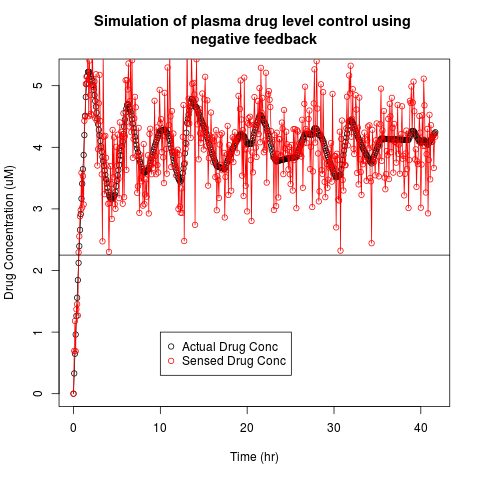 Simulation of plasma drug level control using
negative feedback
Drug Concentration (uM)
5
4
3
2
1
0
Actual Drug Conc
Sensed Drug Conc
0 10 20 30 40
Time (hr)